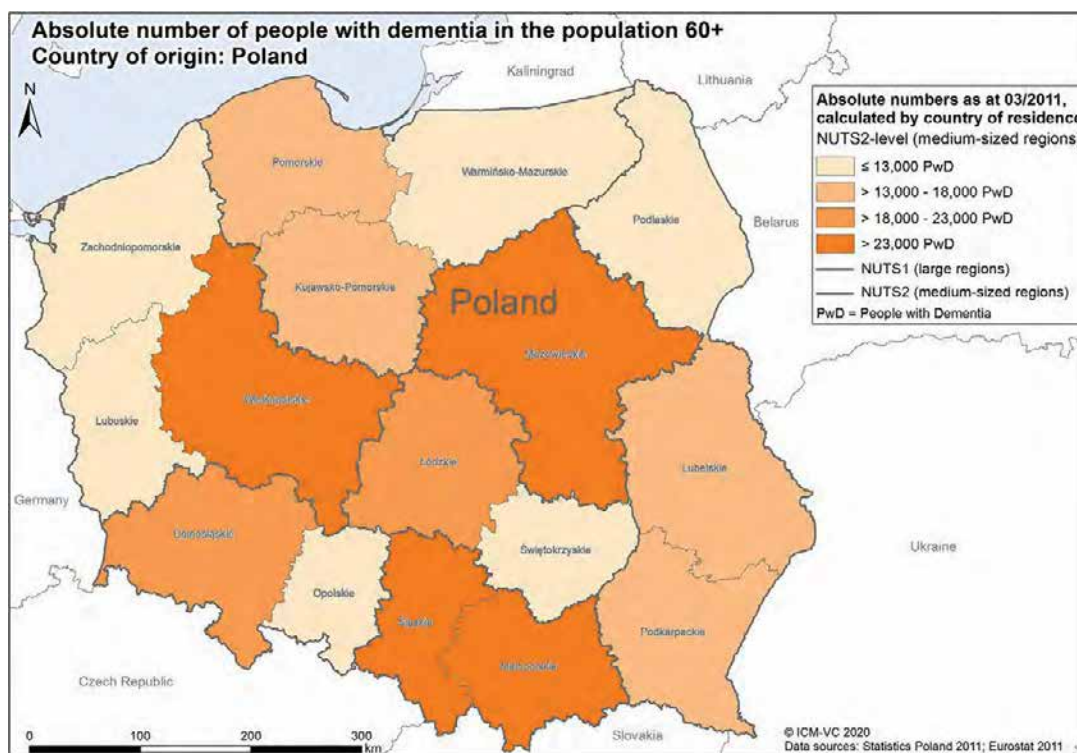 Absolute number of people with dementia in the population 60+
Country of origin: Poland
N
Kaliningrad
Lithuania
Absolute numbers as at 03/2011,
calculated by country of residence
NUTS2-level (medium-sized regions
≤ 13,000 PwD
> 13,000 - 18,000 PwD
> 18,000 - 23,000 PwD
> 23,000 PwD
NUTS1 (large regions)
NUTS2 (medium-sized regions)
PwD = People with Dementia
Pomorskie
Warmińsko-Mazurskie
Podlaskie
Belarus
Zachodniopomorskie
Kujawsko-Pomorskie
Poland
Mazowieckie
Wielkopolskie
Lubuskie
Łódzkie
Lubelskie
Germany
Dolnośląskie
Świętokrzyskie
Ukraine
Opolskie
Śląskie
Małopolskie
Podkarpackie
Czech Republic
Slovakia
0 100 200 300
km
© ICM-VC 2020
Data sources: Statistics Poland 2011; Eurostat 2011